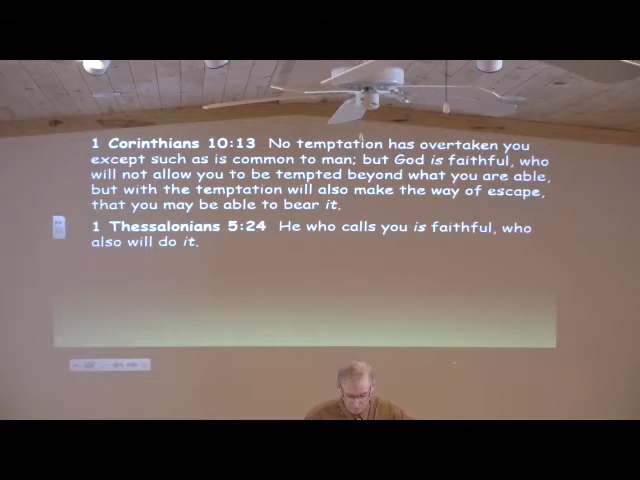 1 Corinthians 10:13 No temptation has overtaken you
except such as is common to man; but God is faithful, who
will not allow you to be tempted beyond what you are able,
but with the temptation will also make the way of escape,
that you may be able to bear it.
1 Thessalonians 5:24 He who calls you is faithful, who
also will do it.